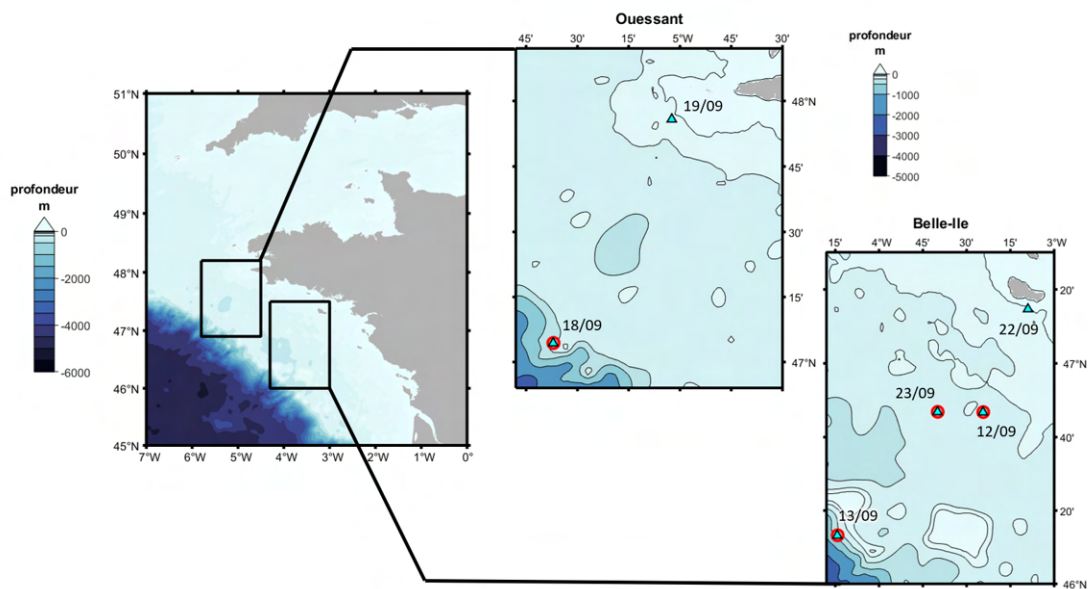 Ouessant
45' 30' 15' 5°W 30'
48°N
45'
30'
15'
47°N
19/09
18/09
profondeur
m
0
-1000
-2000
-3000
-4000
-5000
51°N
50°N
49°N
48°N
47°N
46°N
45°N
7°W 6°W 5°W 4°W 3°W 2°W 1°W 0°
profondeur
m
0
-2000
-4000
-6000
Belle-Ile
15' 4°W 30' 15' 3°W
20'
40'
20'
46°N
22/09
23/09
12/09
13/09